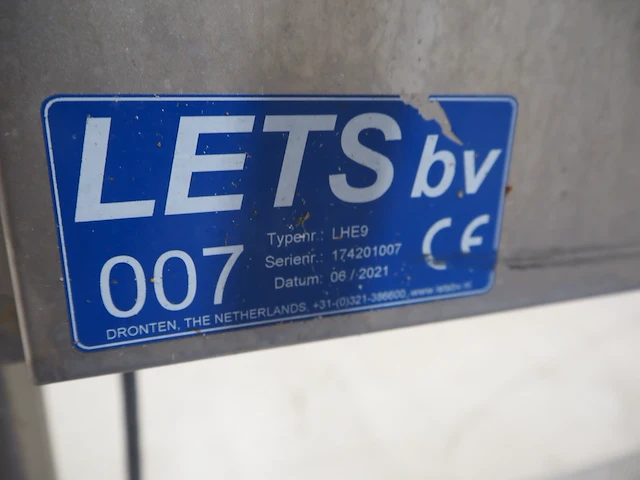 LETS bv
007
Typenr.: LHE9
Serienr.: 174201007
Datum: 06 / 2021
CE
DRONTEN, THE NETHERLANDS. +31-(0)321-386600 www.letsbv.nl